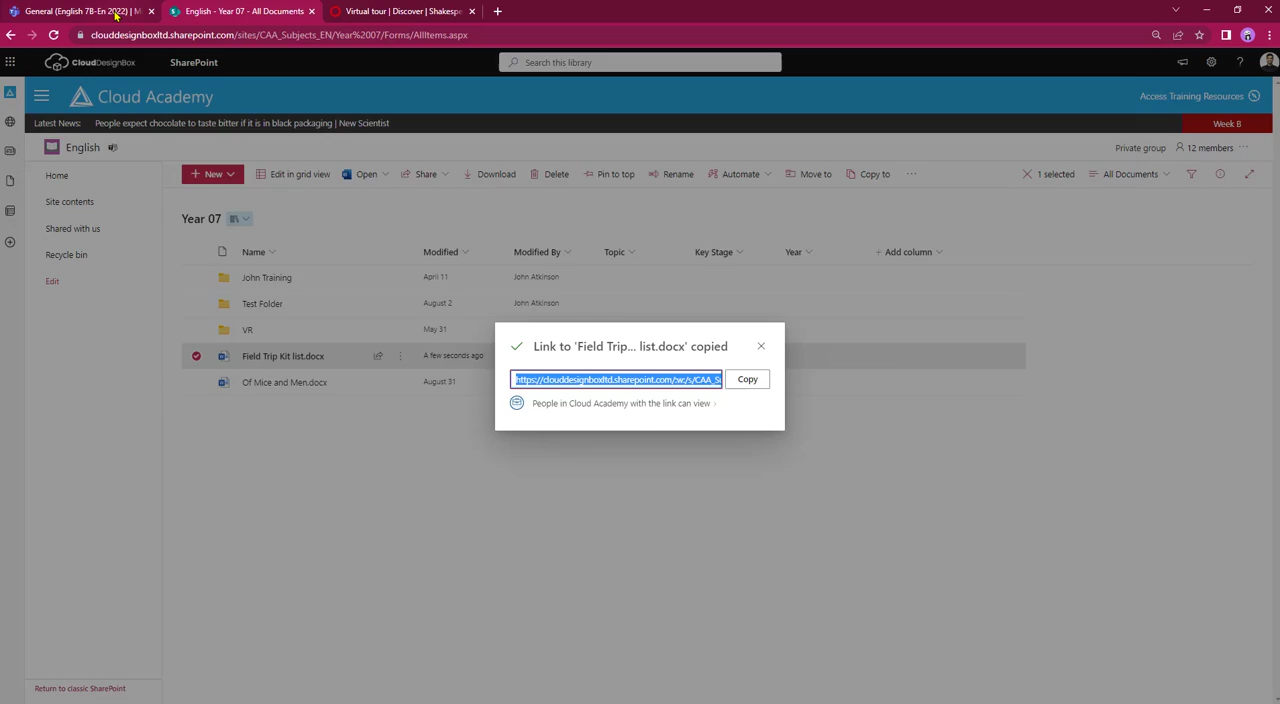 General (English 7B-En 2022) | M
English - Year 07 - All Documents
Virtual tour | Discover | Shakespe
clouddesignboxltd.sharepoint.com/sites/CAA_Subjects_EN/Year%2007/Forms/AllItems.aspx
CLOUDDESIGNBOX
SharePoint
Search this library
Cloud Academy
Access Training Resources
Latest News: People expect chocolate to taste bitter if it is in black packaging | New Scientist
Week B
English
Private group
12 members
Home
Site contents
Shared with us
Recycle bin
Edit
New
Edit in grid view
Open
Share
Download
Delete
Pin to top
Rename
Automate
Move to
Copy to
1 selected
All Documents
Year 07
Name Modified Modified By Topic Key Stage Year + Add column
John Training April 11 John Atkinson
Test Folder August 2 John Atkinson
VR May 31
Field Trip Kit list.docx A few seconds ago
Of Mice and Men.docx August 31
Link to 'Field Trip... list.docx' copied
https://clouddesignboxltd.sharepoint.com/:w:/s/CAA_S
Copy
People in Cloud Academy with the link can view
Return to classic SharePoint